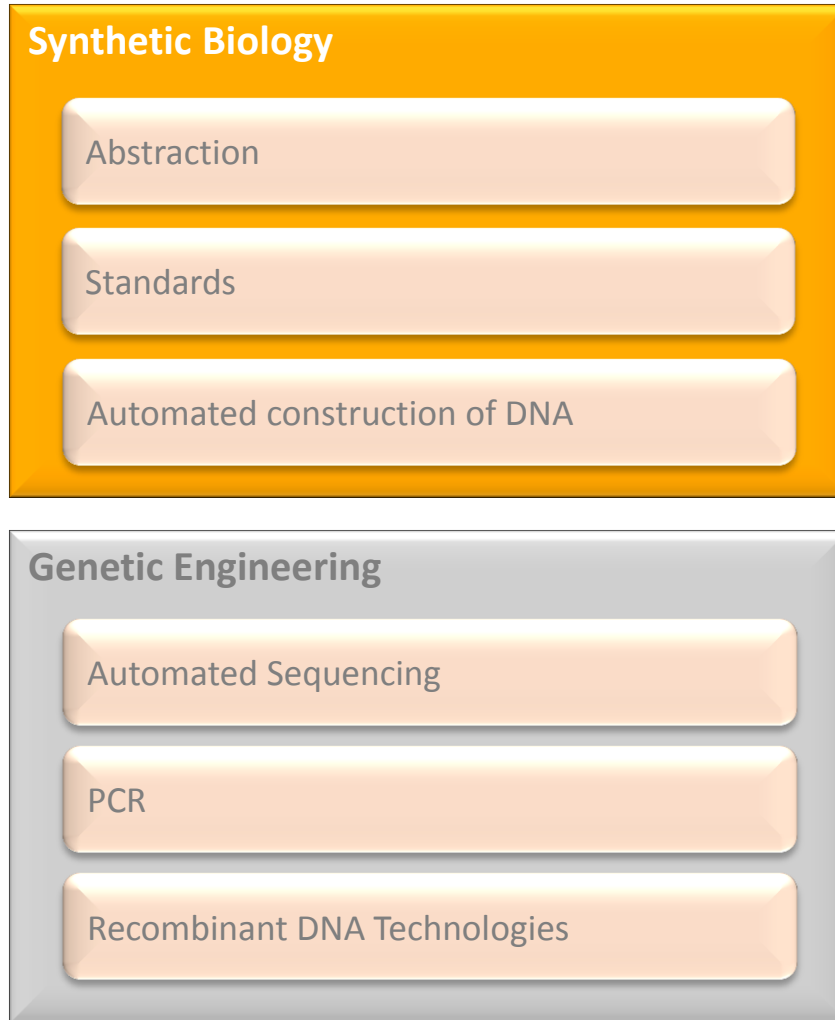 Synthetic Biology
Abstraction
Standards
Automated construction of DNA
Genetic Engineering
Automated Sequencing
PCR
Recombinant DNA Technologies